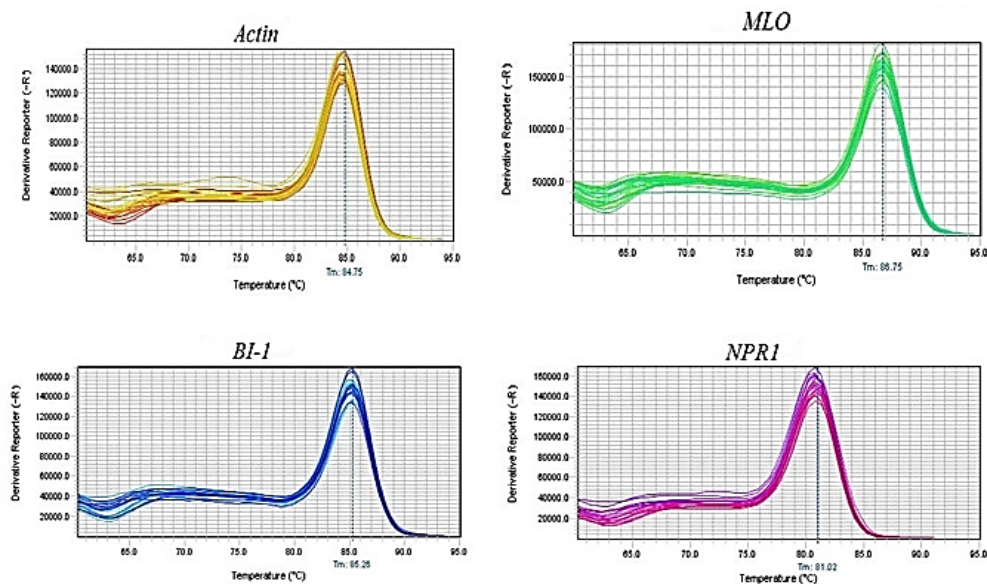 Actin
Derivative Reporter (-R')
140000.0
120000.0
100000.0
80000.0
60000.0
40000.0
20000.0
65.0 70.0 75.0 80.0 85.0 90.0 95.0
Tm: 84.75
Temperature (°C)
MLO
Derivative Reporter (-R')
150000.0
100000.0
50000.0
65.0 70.0 75.0 80.0 85.0 90.0 95.0
Tm: 86.75
Temperature (°C)
BI-1
Derivative Reporter (-R')
160000.0
140000.0
120000.0
100000.0
80000.0
60000.0
40000.0
20000.0
65.0 70.0 75.0 80.0 85.0 90.0 95.0
Tm: 85.26
Temperature (°C)
NPR1
Derivative Reporter (-R')
160000.0
140000.0
120000.0
100000.0
80000.0
60000.0
40000.0
20000.0
65.0 70.0 75.0 80.0 85.0 90.0 95.0
Tm: 81.02
Temperature (°C)